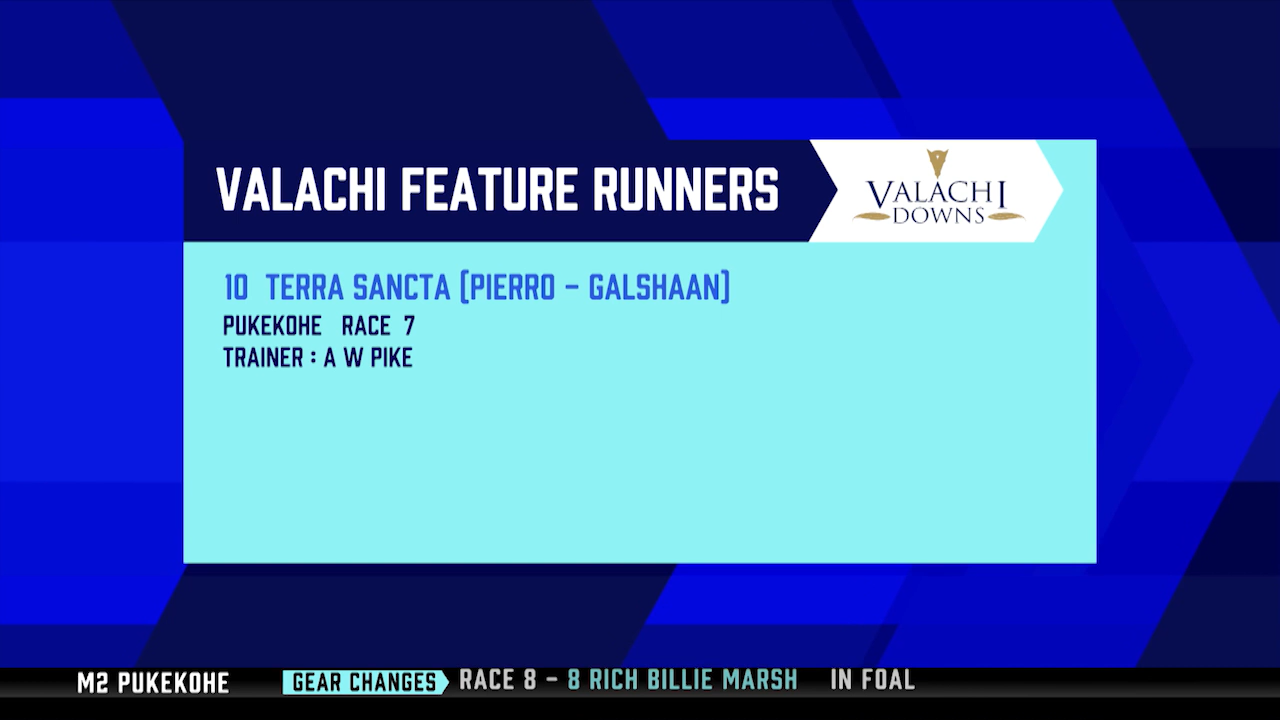 VALACHI FEATURE RUNNERS
VALACHI
DOWNS
10 TERRA SANCTA (PIERRO - GALSHAAN)
PUKEKOHE RACE 7
TRAINER : A W PIKE
M2 PUKEKOHE GEAR CHANGES RACE 8 - 8 RICH BILLIE MARSH IN FOAL